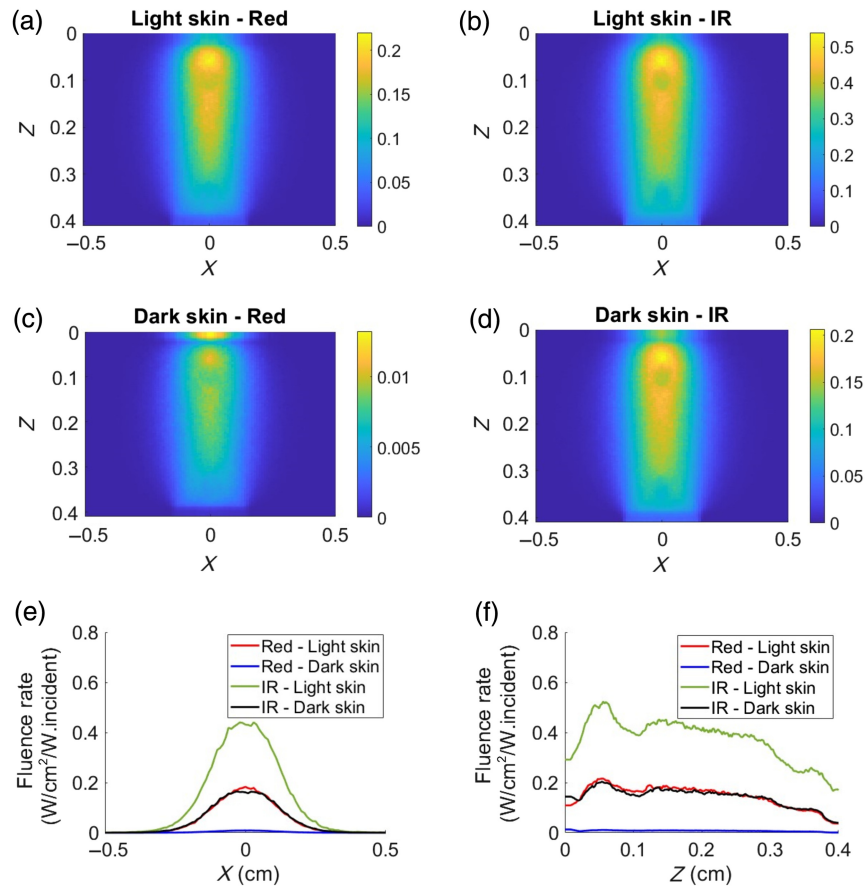 (a)
Light skin - Red
0
0.1
0.2
0.3
0.4
Z
−0.5
0
0.5
X
0.2
0.15
0.1
0.05
0
(b)
Light skin - IR
0
0.1
0.2
0.3
0.4
Z
−0.5
0
0.5
X
0.5
0.4
0.3
0.2
0.1
0
(c)
Dark skin - Red
0
0.1
0.2
0.3
0.4
Z
−0.5
0
0.5
X
0.01
0.005
0
(d)
Dark skin - IR
0
0.1
0.2
0.3
0.4
Z
−0.5
0
0.5
X
0.2
0.15
0.1
0.05
0
(e)
0.8
0.6
0.4
0.2
0
Fluence rate
(W/cm²/W.incident)
Red - Light skin
Red - Dark skin
IR - Light skin
IR - Dark skin
−0.5
0
0.5
X (cm)
(f)
0.8
0.6
0.4
0.2
0
Fluence rate
(W/cm²/W.incident)
Red - Light skin
Red - Dark skin
IR - Light skin
IR - Dark skin
0
0.1
0.2
0.3
0.4
Z (cm)